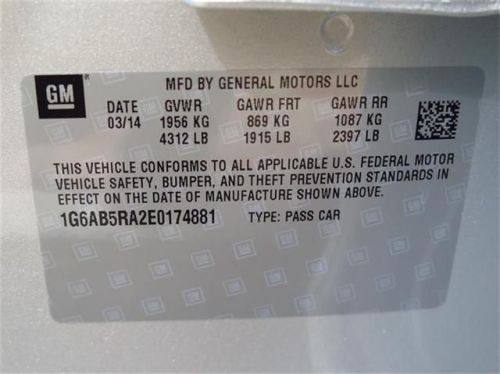 GM
MFD BY GENERAL MOTORS LLC
DATE GVWR GAWR FRT GAWR RR
03/14 1956 KG 869 KG 1087 KG
4312 LB 1915 LB 2397 LB
THIS VEHICLE CONFORMS TO ALL APPLICABLE U.S. FEDERAL MOTOR
VEHICLE SAFETY, BUMPER, AND THEFT PREVENTION STANDARDS IN
EFFECT ON THE DATE OF MANUFACTURE SHOWN ABOVE.
1G6AB5RA2E0174881 TYPE: PASS CAR